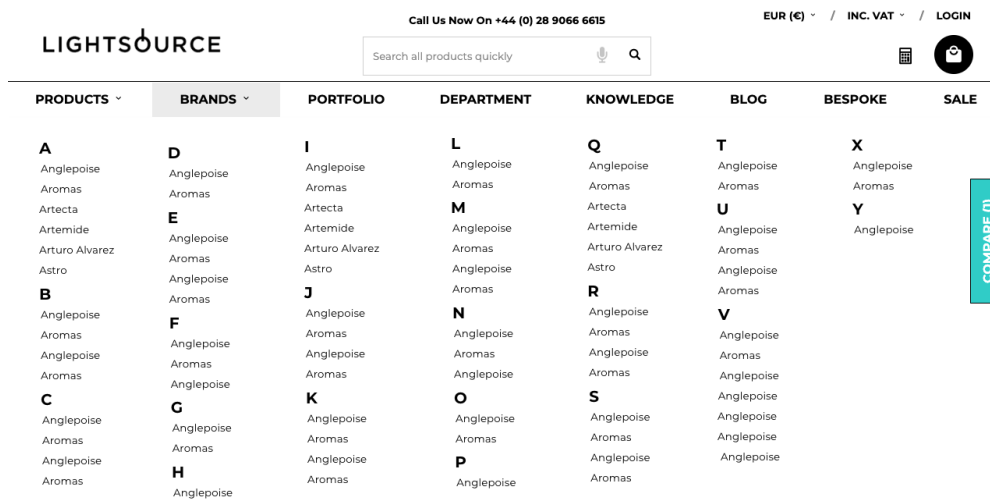 Call Us Now On +44 (0) 28 9066 6615
EUR (€) / INC. VAT / LOGIN
LIGHTSOURCE
Search all products quickly
PRODUCTS BRANDS PORTFOLIO DEPARTMENT KNOWLEDGE BLOG BESPOKE SALE
A
Anglepoise
Aromas
Artecta
Artemide
Arturo Alvarez
Astro
B
Anglepoise
Aromas
Anglepoise
Aromas
C
Anglepoise
Aromas
Anglepoise
Aromas
D
Anglepoise
Aromas
E
Anglepoise
Aromas
Anglepoise
Aromas
F
Anglepoise
Aromas
Anglepoise
G
Anglepoise
Aromas
H
Anglepoise
I
Anglepoise
Aromas
Artecta
Artemide
Arturo Alvarez
Astro
J
Anglepoise
Aromas
Anglepoise
Aromas
K
Anglepoise
Aromas
Anglepoise
Aromas
L
Anglepoise
Aromas
M
Anglepoise
Aromas
Anglepoise
Aromas
N
Anglepoise
Aromas
Anglepoise
O
Anglepoise
Aromas
P
Anglepoise
Q
Anglepoise
Aromas
Artecta
Artemide
Arturo Alvarez
Astro
R
Anglepoise
Aromas
Anglepoise
Aromas
S
Anglepoise
Aromas
Anglepoise
Aromas
T
Anglepoise
Aromas
U
Anglepoise
Aromas
Anglepoise
Aromas
V
Anglepoise
Aromas
Anglepoise
Anglepoise
Anglepoise
Anglepoise
Anglepoise
X
Anglepoise
Aromas
Y
Anglepoise
COMPARE (1)